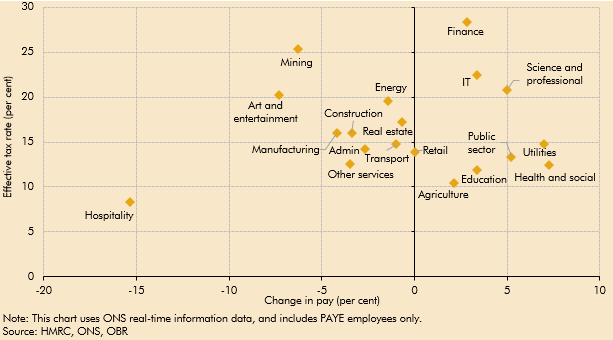 Effective tax rate (per cent)
30
25
20
15
10
5
0
Finance
Mining
IT
Science and
professional
Energy
Art and
entertainment
Construction
Real estate
Manufacturing
Admin
Transport
Retail
Public
sector
Utilities
Other services
Education
Health and social
Agriculture
Hospitality
-20
-15
-10
-5
0
5
10
Change in pay (per cent)
Note: This chart uses ONS real-time information data, and includes PAYE employees only.
Source: HMRC, ONS, OBR